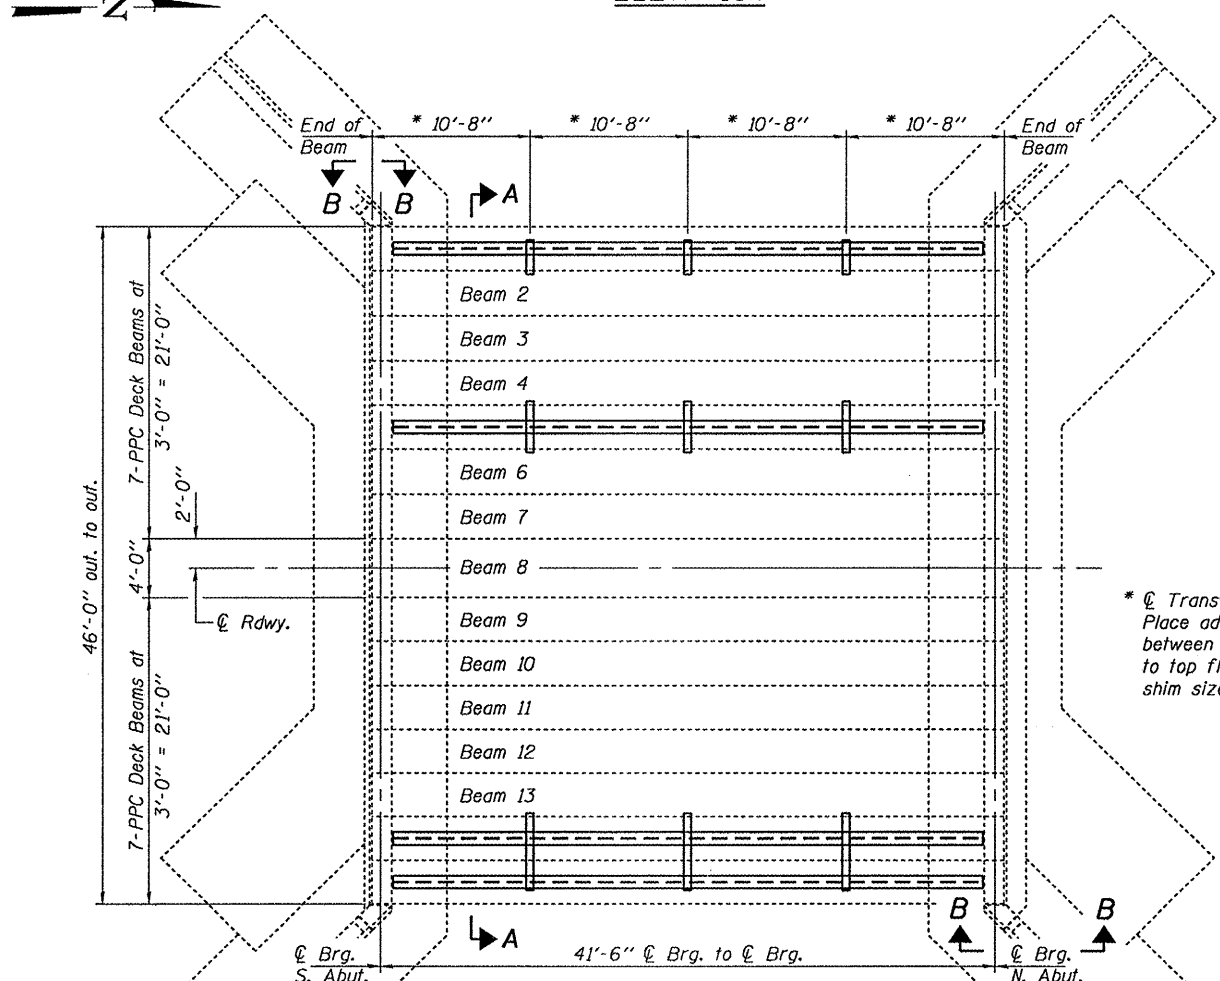 Z
End of
Beam
* 10'-8"
* 10'-8"
* 10'-8"
* 10'-8"
End of
Beam
B
B
A
Beam 2
Beam 3
Beam 4
Beam 6
Beam 7
Beam 8
Beam 9
Beam 10
Beam 11
Beam 12
Beam 13
7-PPC Deck Beams at
3'-0" = 21'-0"
2'-0"
4'-0"
46'-0" out. to out.
℄ Rdwy.
7-PPC Deck Beams at
3'-0" = 21'-0"
* ℄ Trans
Place ad
between
to top fl
shim size
A
B
B
℄ Brg.
S. Abut.
41'-6" ℄ Brg. to ℄ Brg.
℄ Brg.
N. Abut.